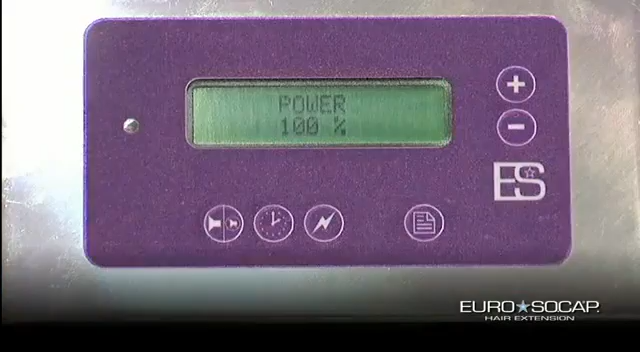 POWER
100 %
+
-
ES
EURO★SOCAP.
HAIR EXTENSION